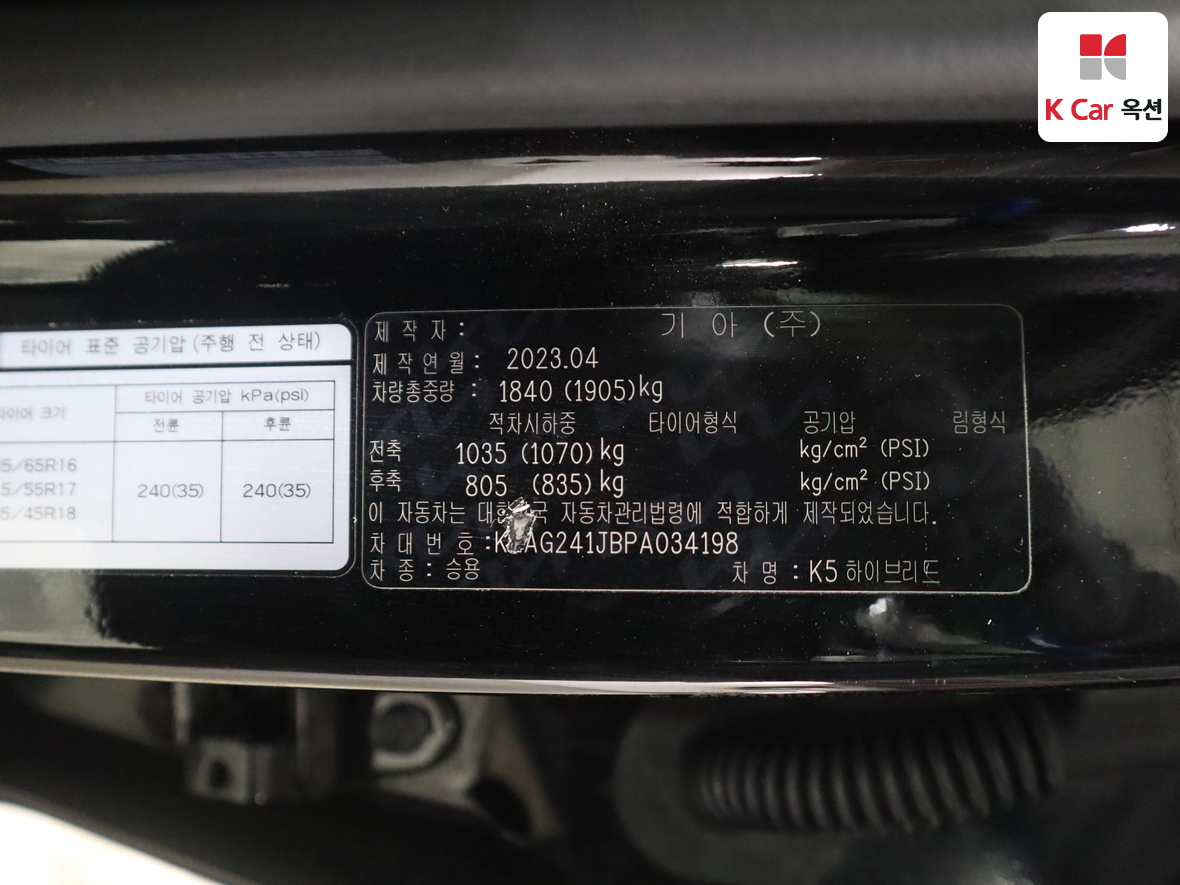 K Car 옥션
타이어 표준 공기압 (주행 전 상태)
타이어 크기
타이어 공기압 kPa(psi)
전륜 후륜
5/65R16
5/55R17
5/45R18
240(35) 240(35)
제작자 : 기아 (주)
제작연월 : 2023.04
차량총중량 : 1840 (1905)kg
적차시하중 타이어형식 공기압 림형식
전축 1035 (1070)kg kg/cm² (PSI)
후축 805 (835)kg kg/cm² (PSI)
이 자동차는 대한국 자동차관리법령에 적합하게 제작되었습니다.
차대번호 :K AG241JBPA034198
차종 : 승용 차명 : K5 하이브리드